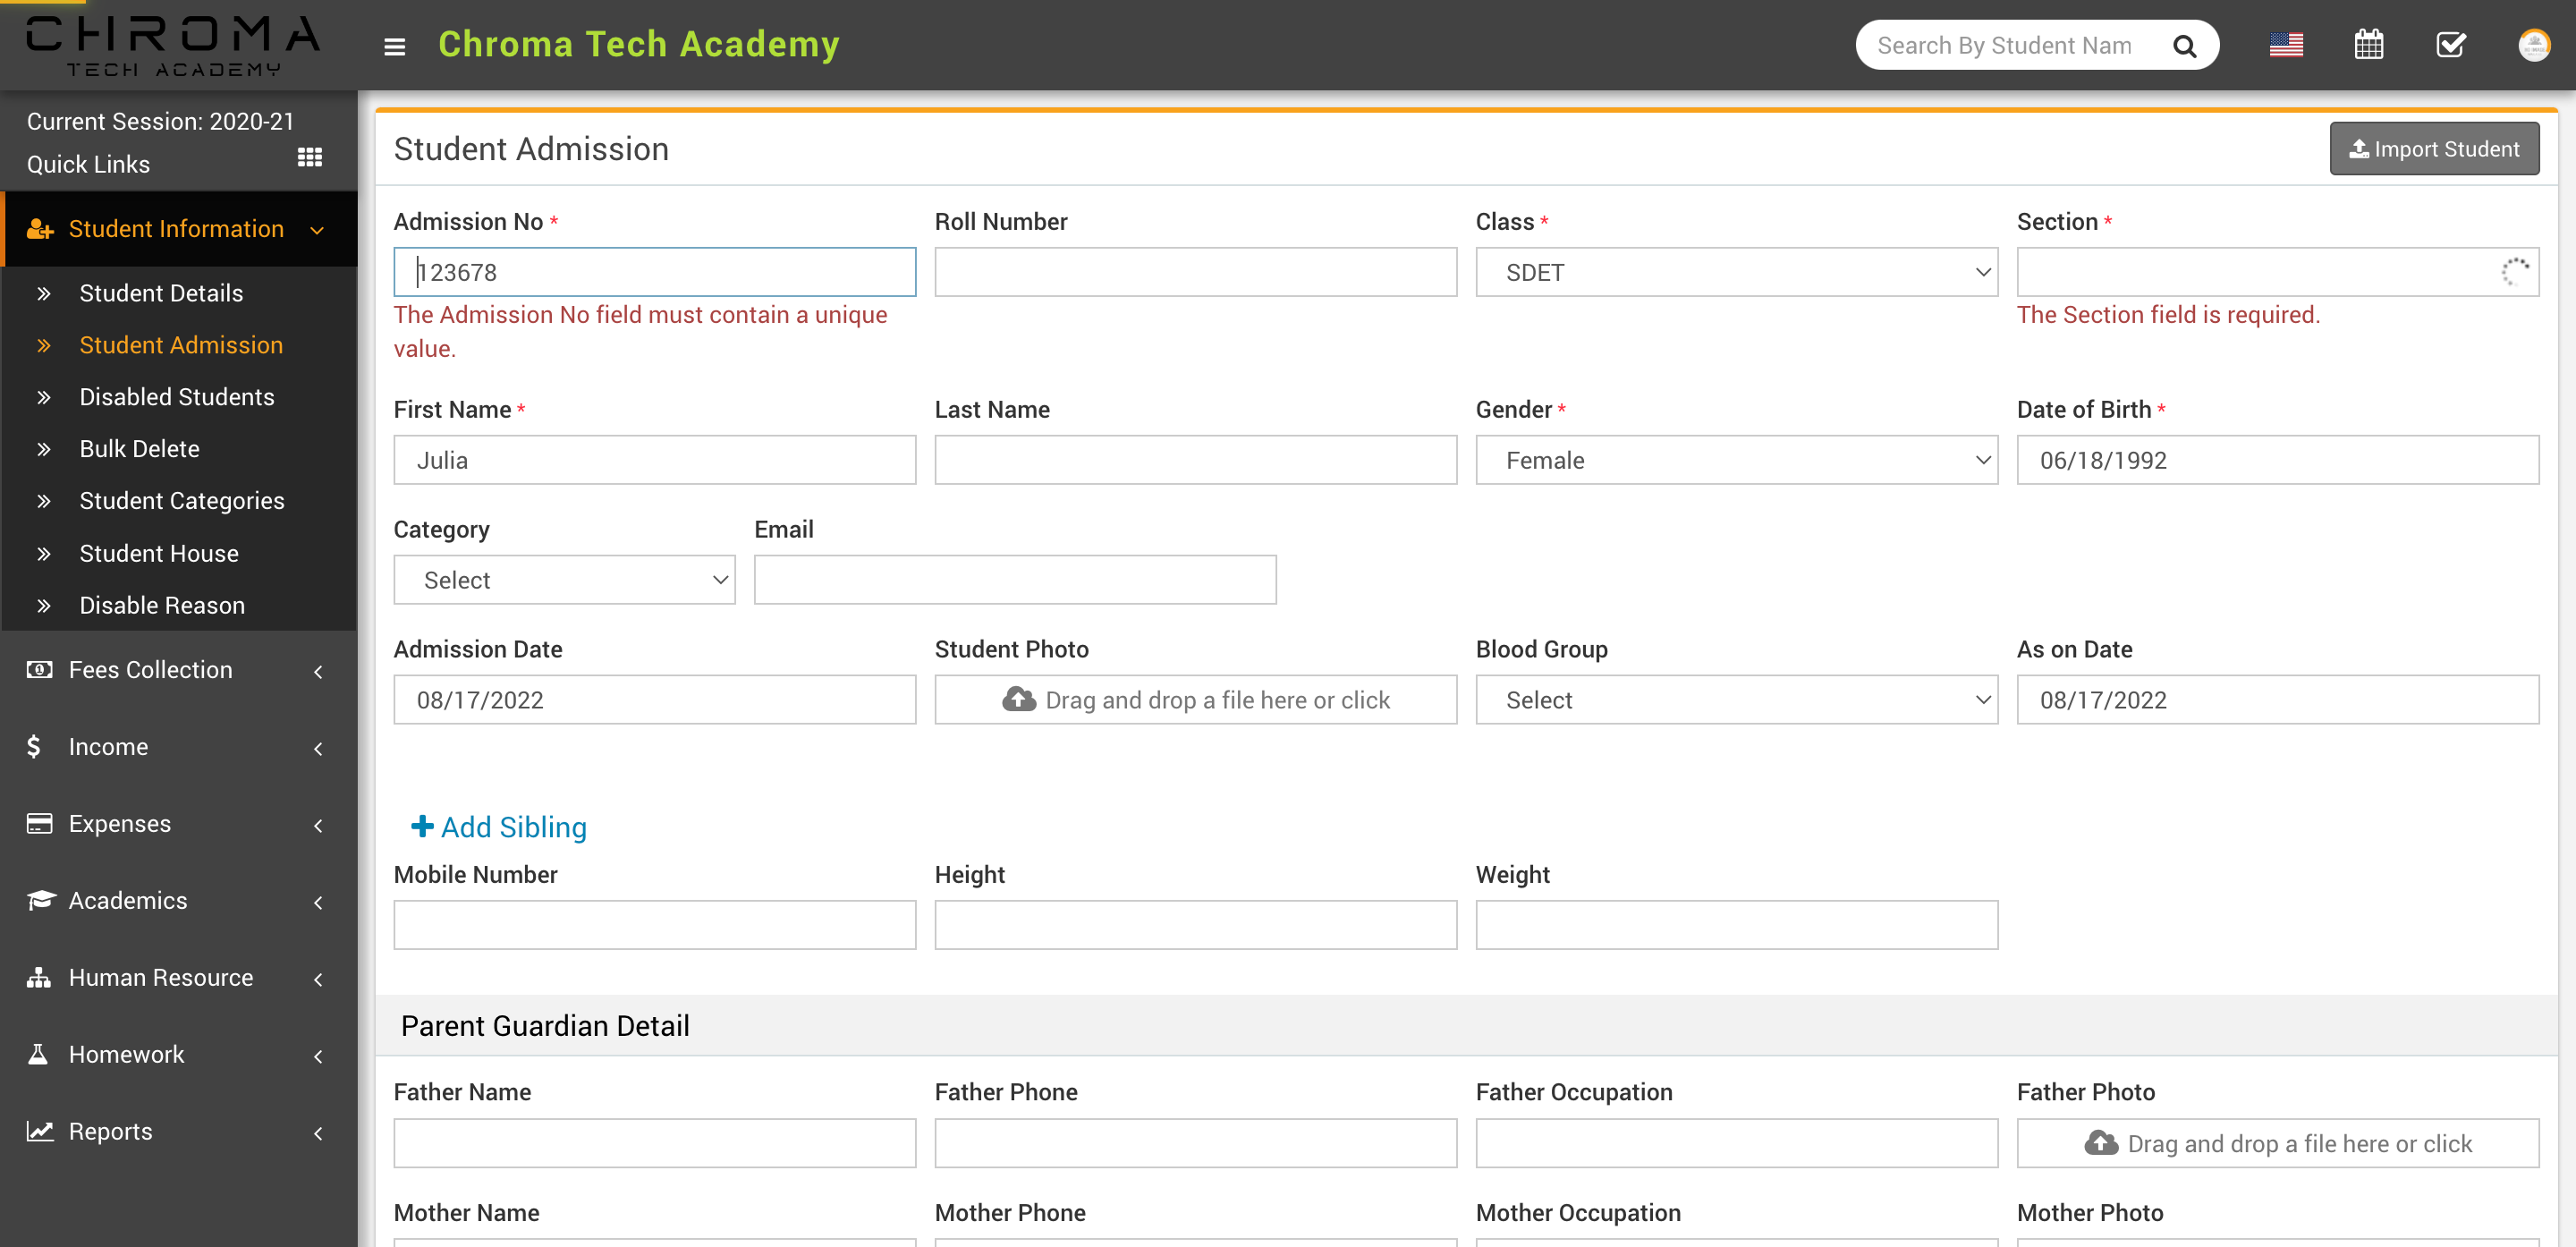 CHROMA
TECH ACADEMY
Chroma Tech Academy
Search By Student Nam
Current Session: 2020-21
Quick Links
Student Information
Student Details
Student Admission
Disabled Students
Bulk Delete
Student Categories
Student House
Disable Reason
Fees Collection
Income
Expenses
Academics
Human Resource
Homework
Reports
Student Admission
Import Student
Admission No *
Roll Number
Class *
Section *
123678
SDET
The Admission No field must contain a unique
value.
The Section field is required.
First Name *
Last Name
Gender *
Date of Birth *
Julia
Female
06/18/1992
Category
Email
Select
Admission Date
Student Photo
Blood Group
As on Date
08/17/2022
Drag and drop a file here or click
Select
08/17/2022
Add Sibling
Mobile Number
Height
Weight
Parent Guardian Detail
Father Name
Father Phone
Father Occupation
Father Photo
Drag and drop a file here or click
Mother Name
Mother Phone
Mother Occupation
Mother Photo